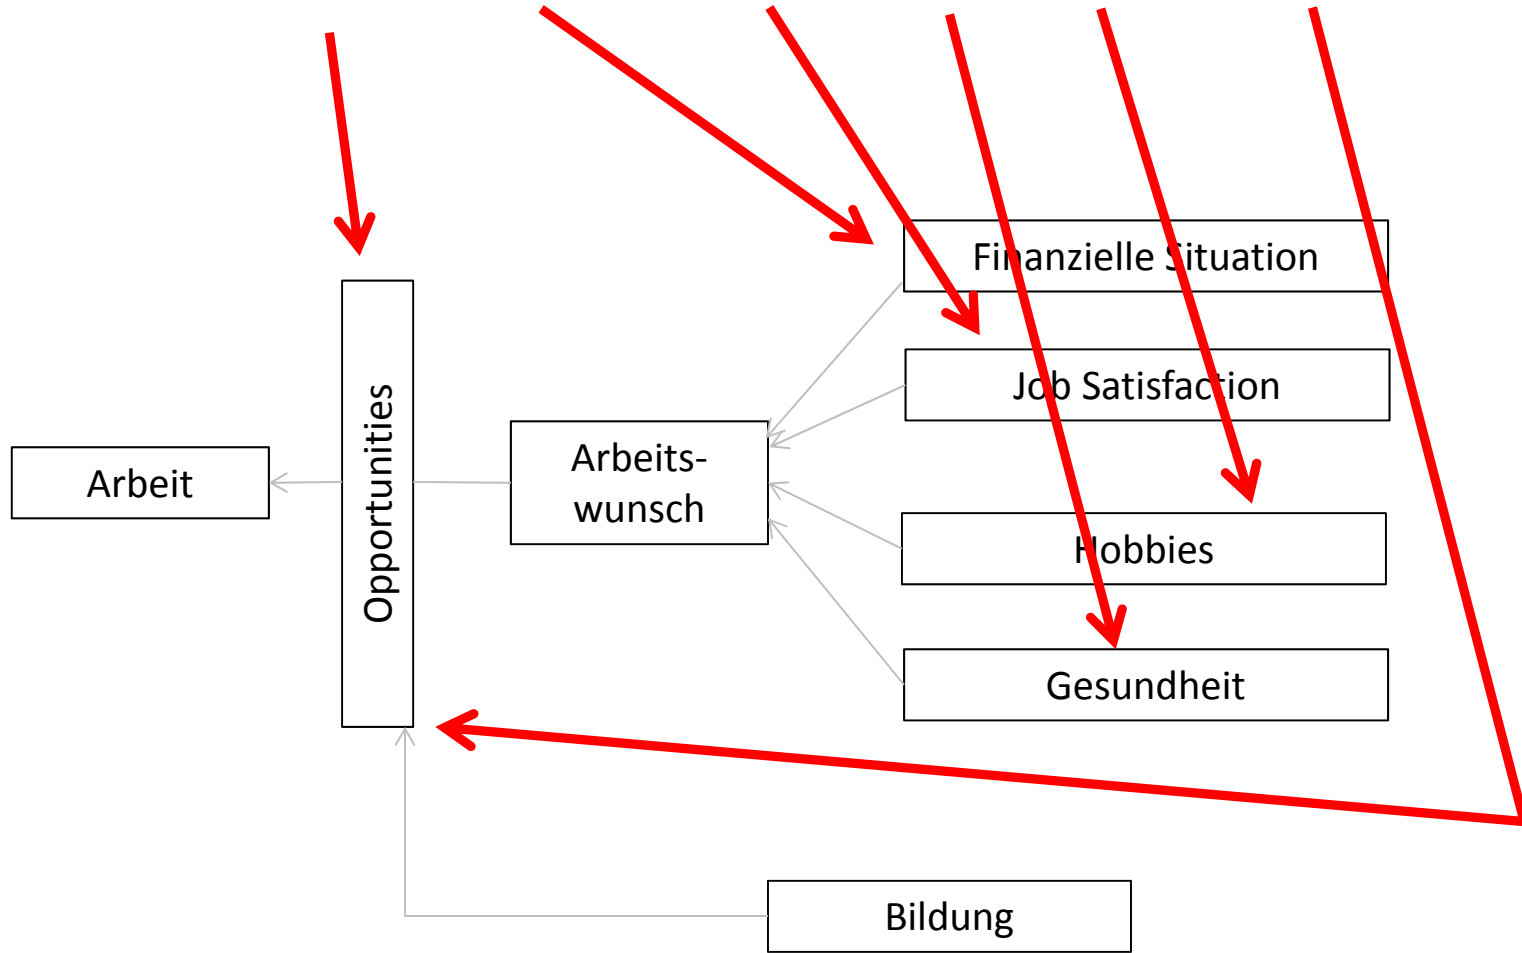 Finanzielle Situation
Job Satisfaction
Opportunities
Arbeits-
wunsch
Arbeit
Hobbies
Gesundheit
Bildung